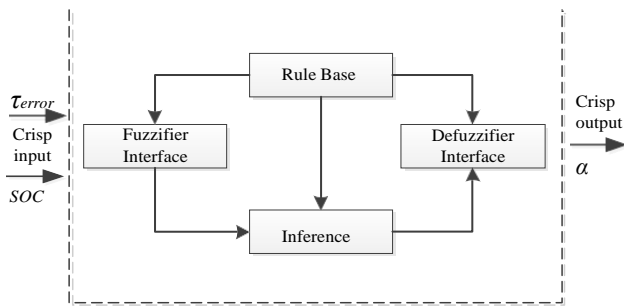 Rule Base
τerror
Crisp
input
SOC
Fuzzifier
Interface
Defuzzifier
Interface
Inference
Crisp
output
α